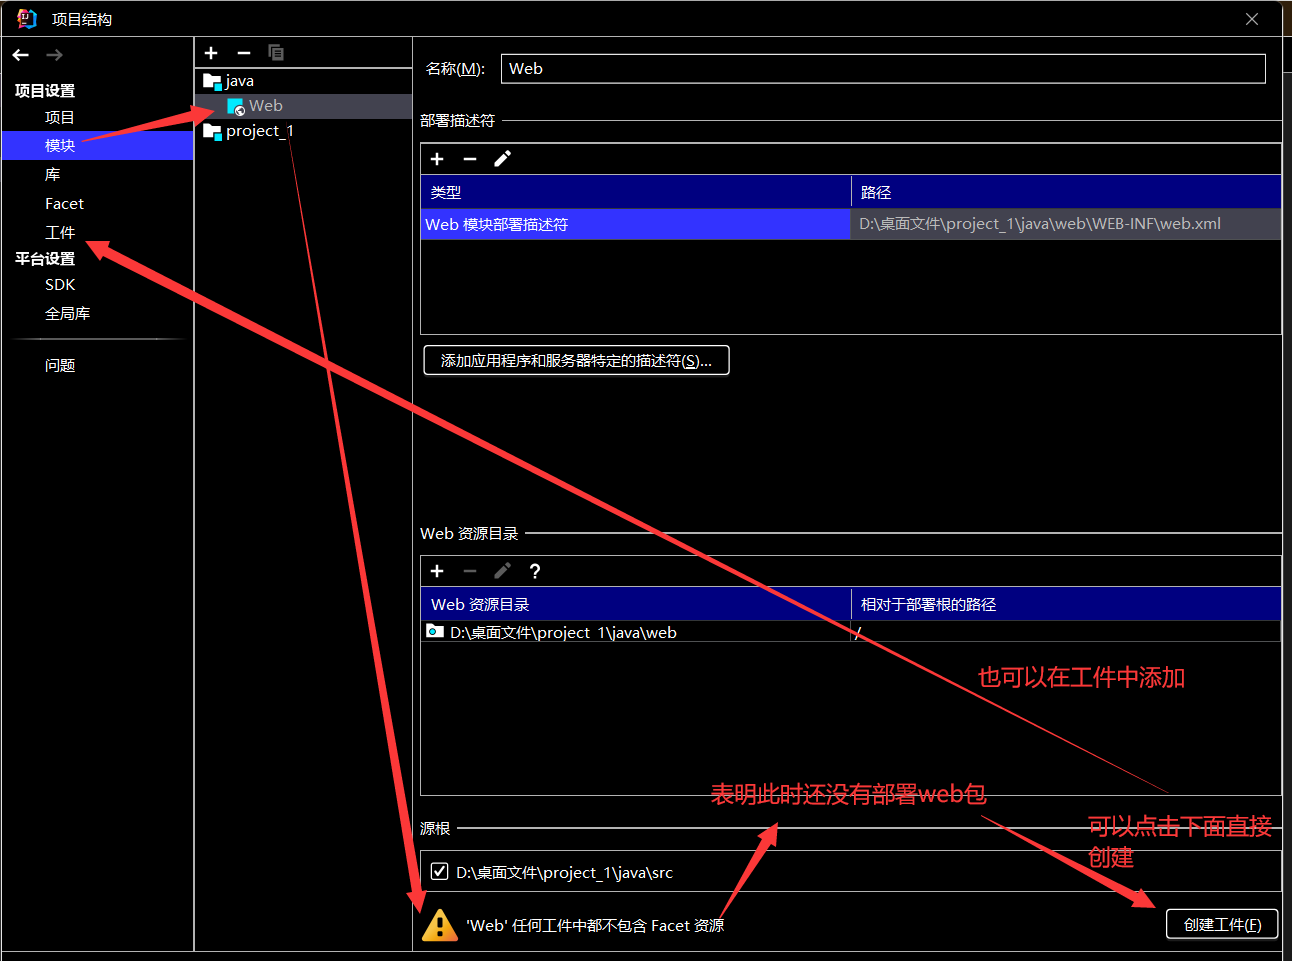 项目结构
项目设置
项目
模块
库
Facet
工件
平台设置
SDK
全局库
问题
java
Web
project_1
名称(M):
Web
部署描述符
类型
路径
Web 模块部署描述符
D:\桌面文件\project_1\java\web\WEB-INF\web.xml
添加应用程序和服务器特定的描述符(S)...
Web 资源目录
?
Web 资源目录
相对于部署根的路径
D:\桌面文件\project_1\java\web
/
也可以在工件中添加
表明此时还没有部署web包
可以点击下面直接
创建
源根
D:\桌面文件\project_1\java\src
'Web' 任何工件中都不包含 Facet 资源
创建工件(F)